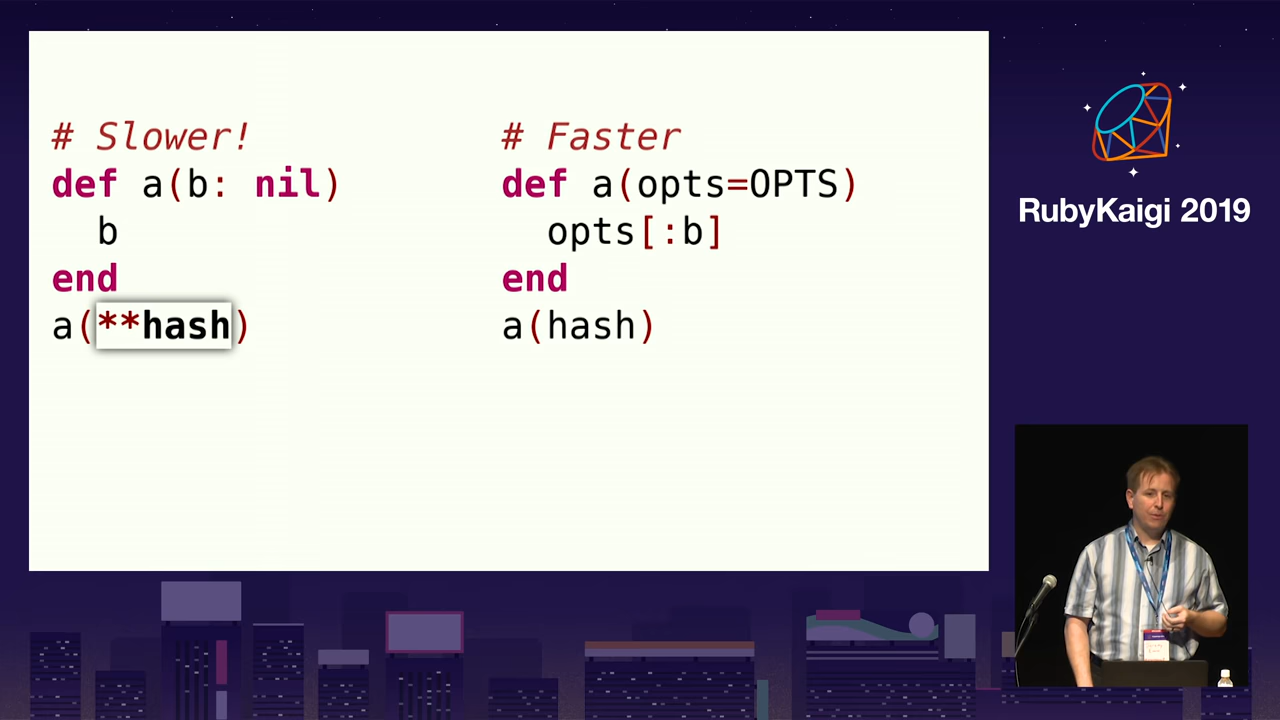 # Slower!
def a(b: nil)
  b
end
a(**hash)
# Faster
def a(opts=OPTS)
  opts[:b]
end
a(hash)
RubyKaigi 2019